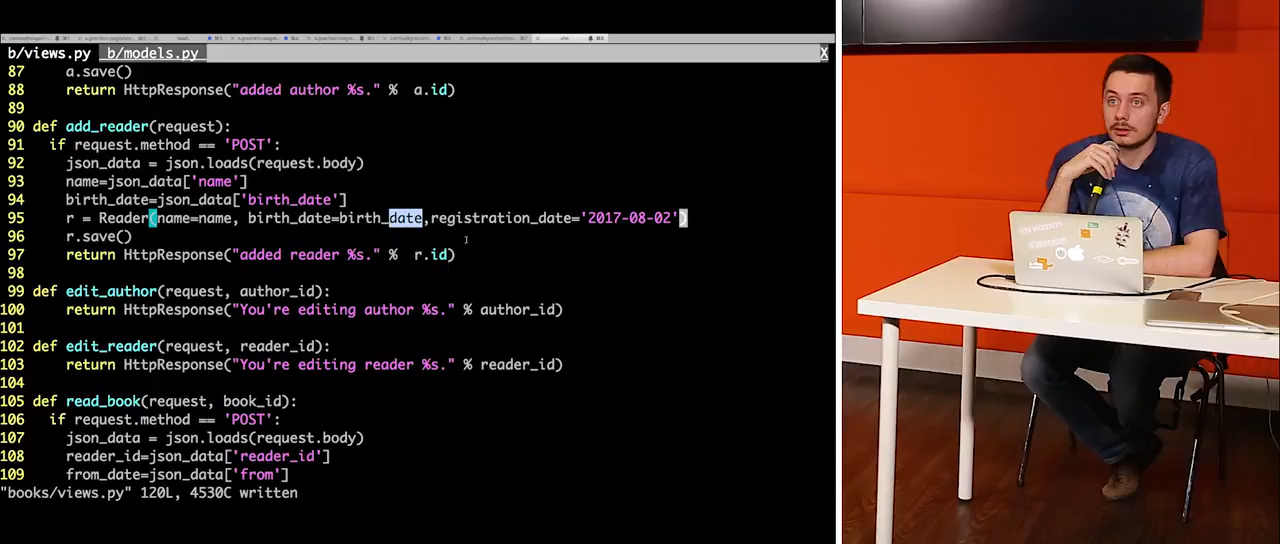 b/views.py b/models.py X
87 a.save()
88 return HttpResponse("added author %s." % a.id)
89
90 def add_reader(request):
91 if request.method == 'POST':
92 json_data = json.loads(request.body)
93 name=json_data['name']
94 birth_date=json_data['birth_date']
95 r = Reader(name=name, birth_date=birth_date,registration_date='2017-08-02')
96 r.save()
97 return HttpResponse("added reader %s." % r.id)
98
99 def edit_author(request, author_id):
100 return HttpResponse("You're editing author %s." % author_id)
101
102 def edit_reader(request, reader_id):
103 return HttpResponse("You're editing reader %s." % reader_id)
104
105 def read_book(request, book_id):
106 if request.method == 'POST':
107 json_data = json.loads(request.body)
108 reader_id=json_data['reader_id']
109 from_date=json_data['from']
"books/views.py" 120L, 4530C written